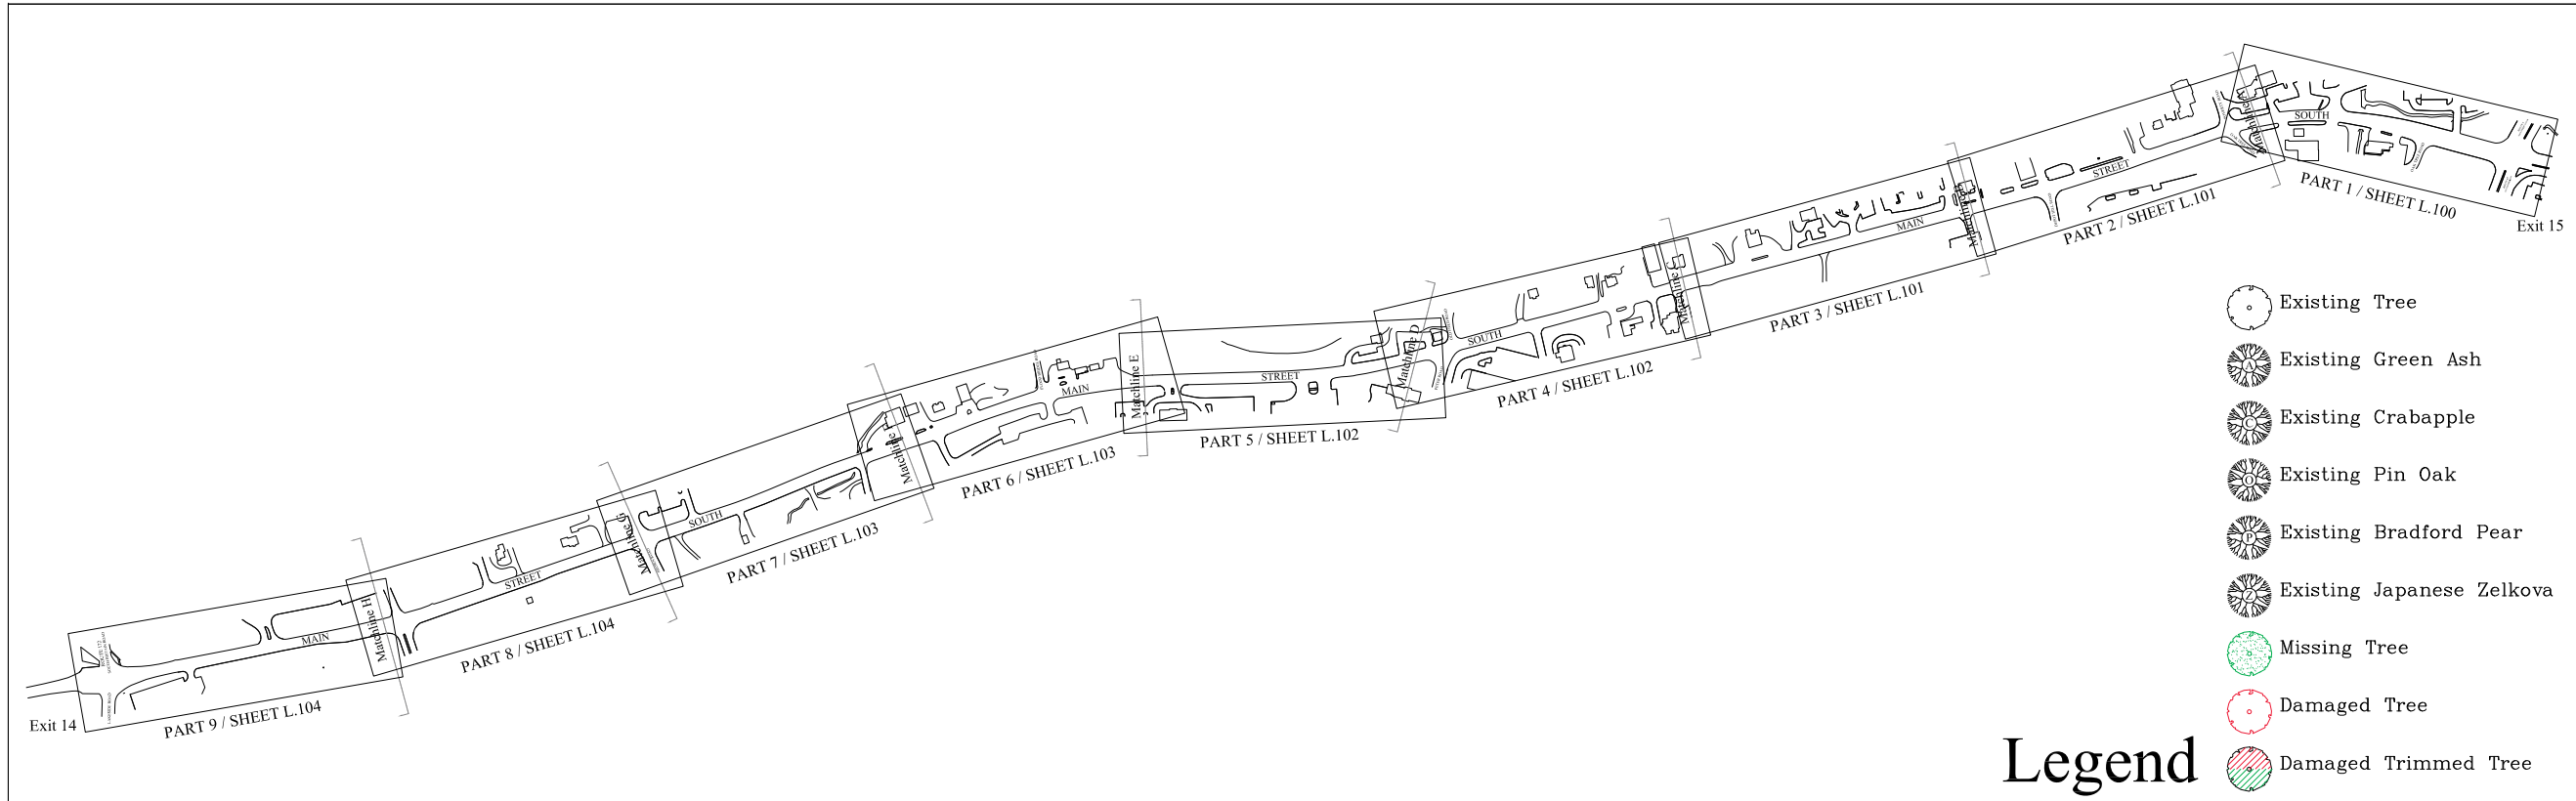 SOUTH
PART 1 / SHEET L.100
Exit 15
Matchline A
STREET
PART 2 / SHEET L.101
MAIN
PART 3 / SHEET L.101
SOUTH
PART 4 / SHEET L.102
Matchline D
STREET
PART 5 / SHEET L.102
Matchline E
MAIN
PART 6 / SHEET L.103
Matchline
SOUTH
PART 7 / SHEET L.103
Matchline G
STREET
PART 8 / SHEET L.104
Matchline H
MAIN
PART 9 / SHEET L.104
Exit 14
Legend
Existing Tree
A Existing Green Ash
C Existing Crabapple
O Existing Pin Oak
P Existing Bradford Pear
Z Existing Japanese Zelkova
Missing Tree
Damaged Tree
Damaged Trimmed Tree